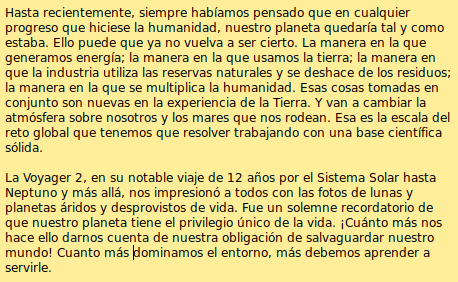 Hasta recientemente, siempre habíamos pensado que en cualquier
progreso que hiciese la humanidad, nuestro planeta quedaría tal y como
estaba. Ello puede que ya no vuelva a ser cierto. La manera en la que
generamos energía; la manera en la que usamos la tierra; la manera en
que la industria utiliza las reservas naturales y se deshace de los residuos;
la manera en la que se multiplica la humanidad. Esas cosas tomadas en
conjunto son nuevas en la experiencia de la Tierra. Y van a cambiar la
atmósfera sobre nosotros y los mares que nos rodean. Esa es la escala del
reto global que tenemos que resolver trabajando con una base científica
sólida.

La Voyager 2, en su notable viaje de 12 años por el Sistema Solar hasta
Neptuno y más allá, nos impresionó a todos con las fotos de lunas y
planetas áridos y desprovistos de vida. Fue un solemne recordatorio de
que nuestro planeta tiene el privilegio único de la vida. ¡Cuánto más nos
hace ello darnos cuenta de nuestra obligación de salvaguardar nuestro
mundo! Cuanto más dominamos el entorno, más debemos aprender a
servirle.